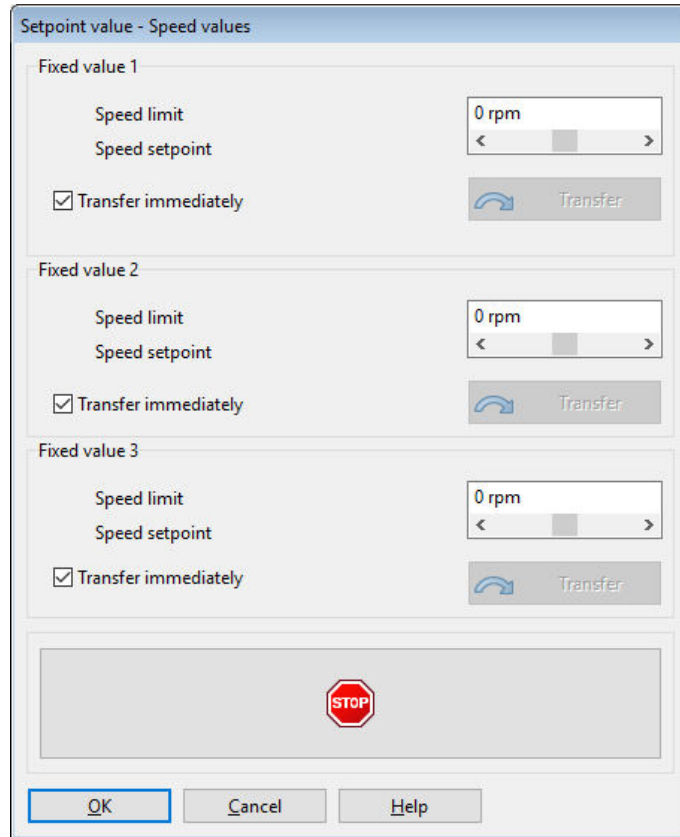 Setpoint value - Speed values
Fixed value 1
Speed limit
0 rpm
Speed setpoint
Transfer immediately
Transfer
Fixed value 2
Speed limit
0 rpm
Speed setpoint
Transfer immediately
Transfer
Fixed value 3
Speed limit
0 rpm
Speed setpoint
Transfer immediately
Transfer
STOP
OK
Cancel
Help